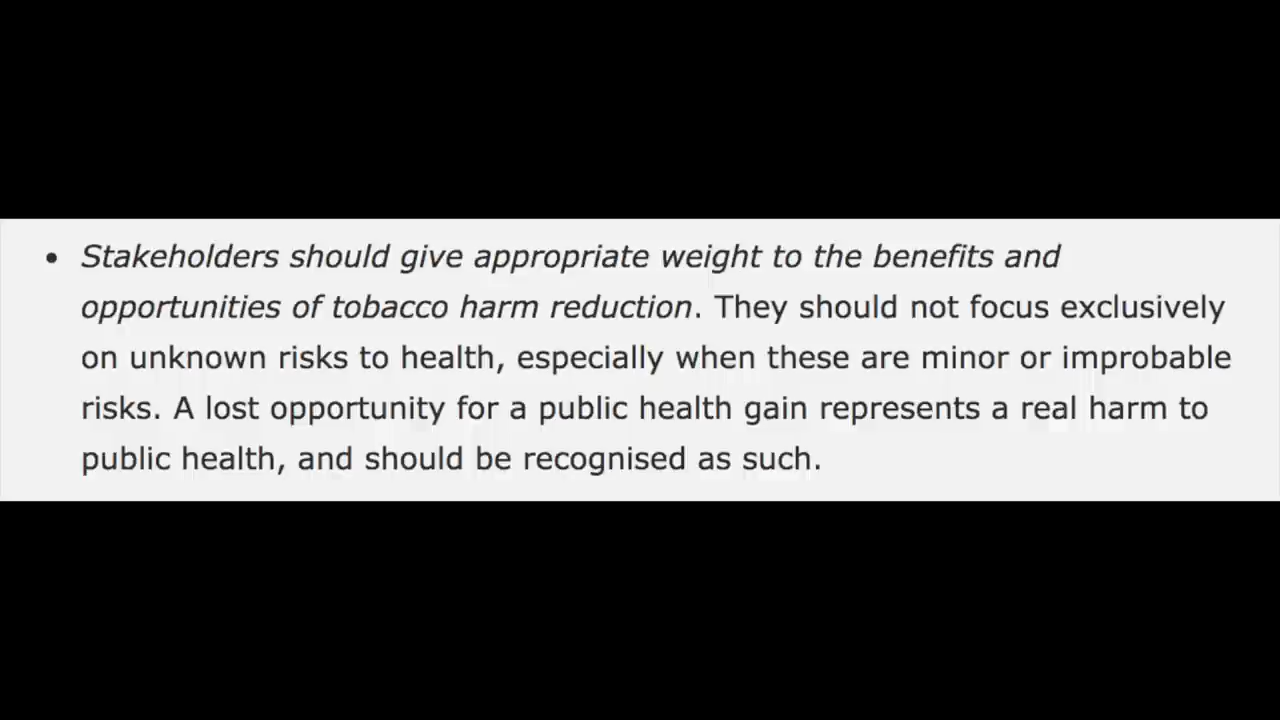 • Stakeholders should give appropriate weight to the benefits and
opportunities of tobacco harm reduction. They should not focus exclusively
on unknown risks to health, especially when these are minor or improbable
risks. A lost opportunity for a public health gain represents a real harm to
public health, and should be recognised as such.